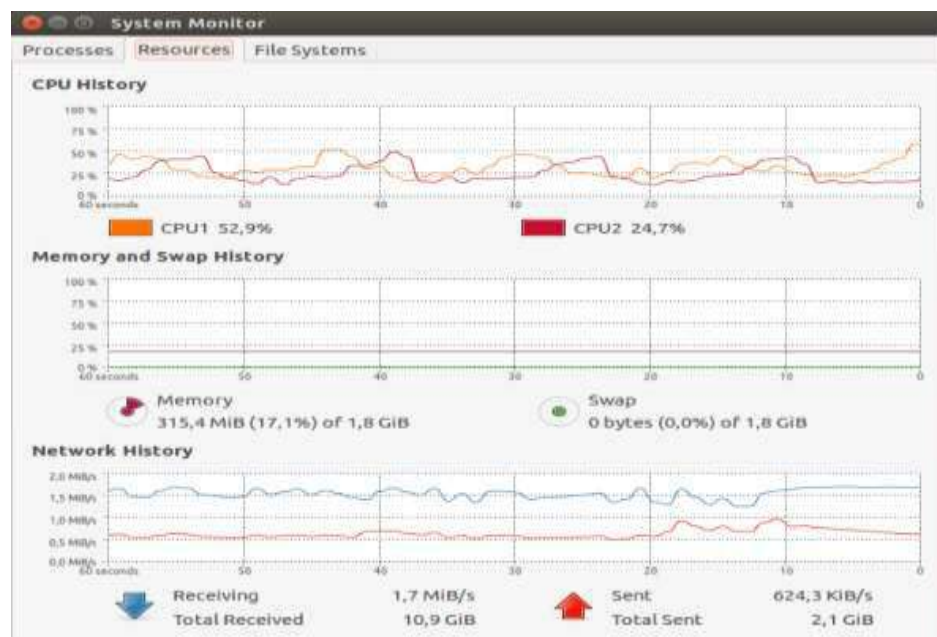 System Monitor
Processes Resources File Systems
CPU History
100 %
75 %
50 %
25 %
0 %
60 seconds 50 40 30 20 10 0
CPU1 52,9% CPU2 24,7%
Memory and Swap History
100 %
75 %
50 %
25 %
0 %
60 seconds 50 40 30 20 10 0
Memory Swap
315,4 MiB (17,1%) of 1,8 GiB 0 bytes (0,0%) of 1,8 GiB
Network History
2,0 MiB/s
1,5 MiB/s
1,0 MiB/s
0,5 MiB/s
0,0 MiB/s
60 seconds 50 40 30 20 10 0
Receiving 1,7 MiB/s Sent 624,3 KiB/s
Total Received 10,9 GiB Total Sent 2,1 GiB